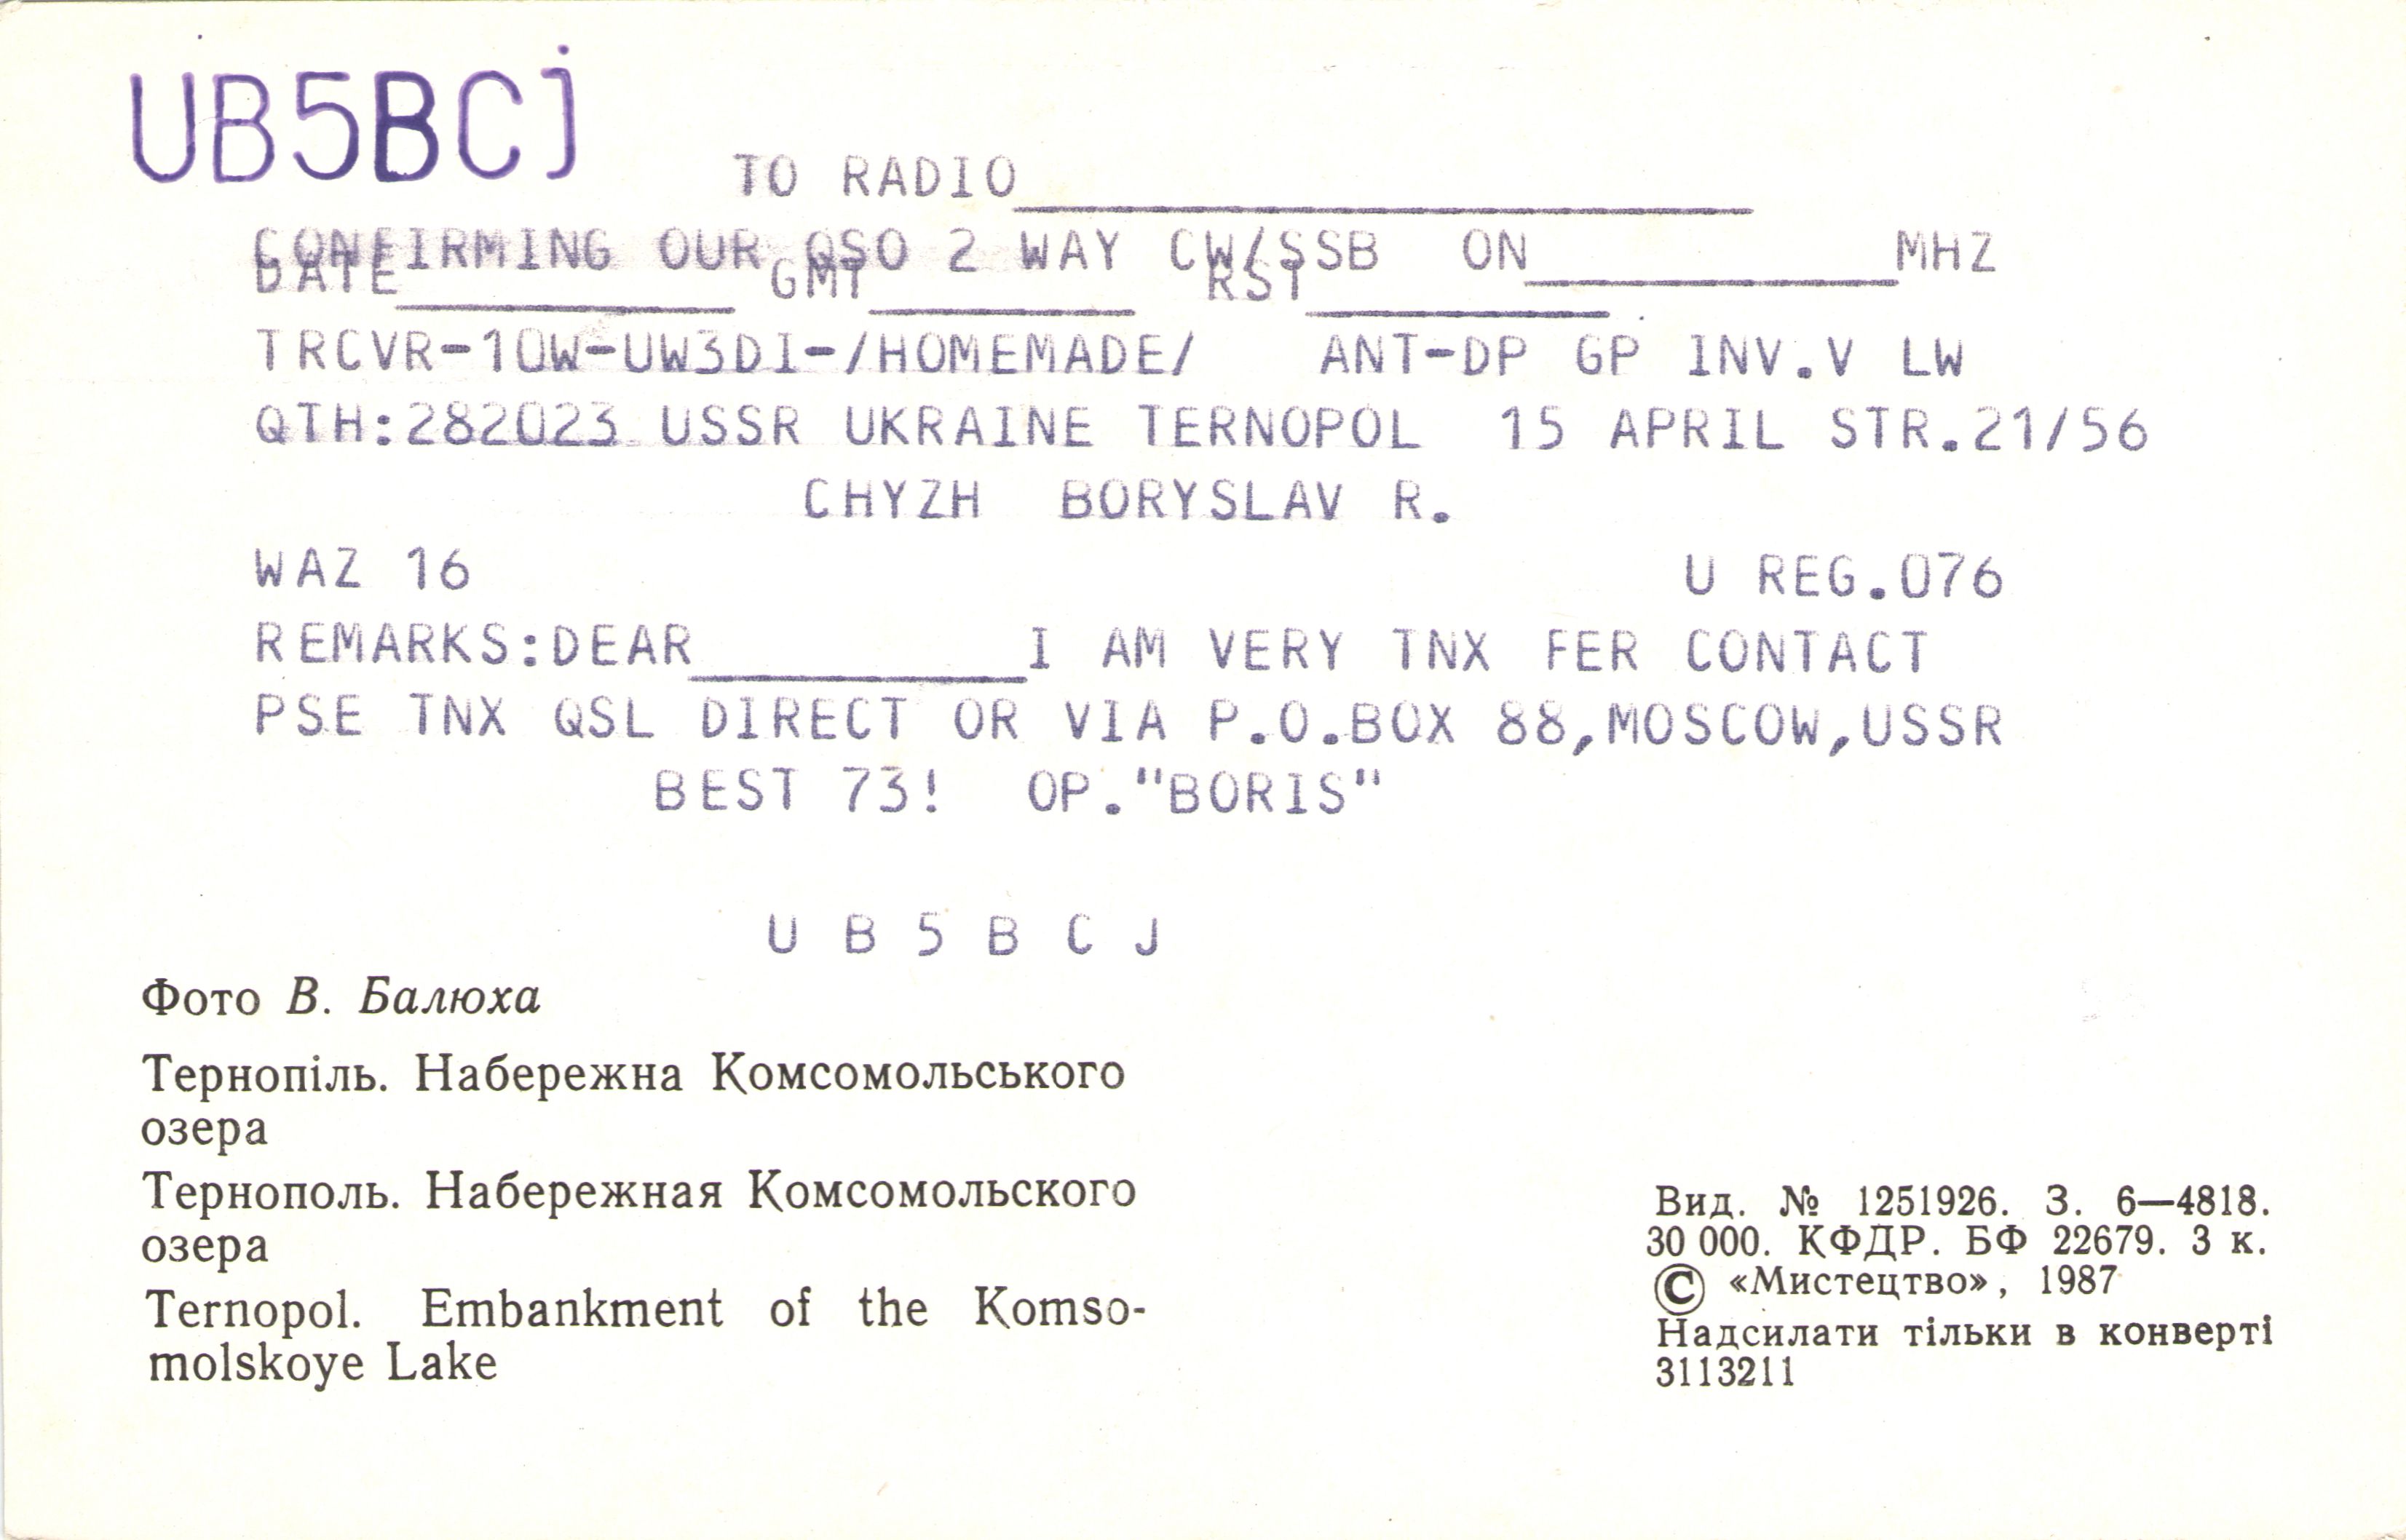 UB5BCj
TO RADIO
CONFIRMING OUR QSO 2 WAY CW/SSB ON MHZ
DATE GMT RST
TRCVR-10W-UW3DI-/HOMEMADE/ ANT-DP GP INV.V LW
QTH:282023 USSR UKRAINE TERNOPOL 15 APRIL STR.21/56
CHYZH BORYSLAV R.
WAZ 16 U REG.076
REMARKS:DEAR I AM VERY TNX FER CONTACT
PSE TNX QSL DIRECT OR VIA P.O.BOX 88,MOSCOW,USSR
BEST 73! OP."BORIS"
U B 5 B C J
Фото В. Балюха
Тернопіль. Набережна Комсомольського
озера
Тернополь. Набережная Комсомольского
озера
Ternopol. Embankment of the Komso-
molskoye Lake
Вид. № 1251926. З. 6—4818.
30 000. КФДР. БФ 22679. 3 к.
© «Мистецтво», 1987
Надсилати тільки в конверті
3113211